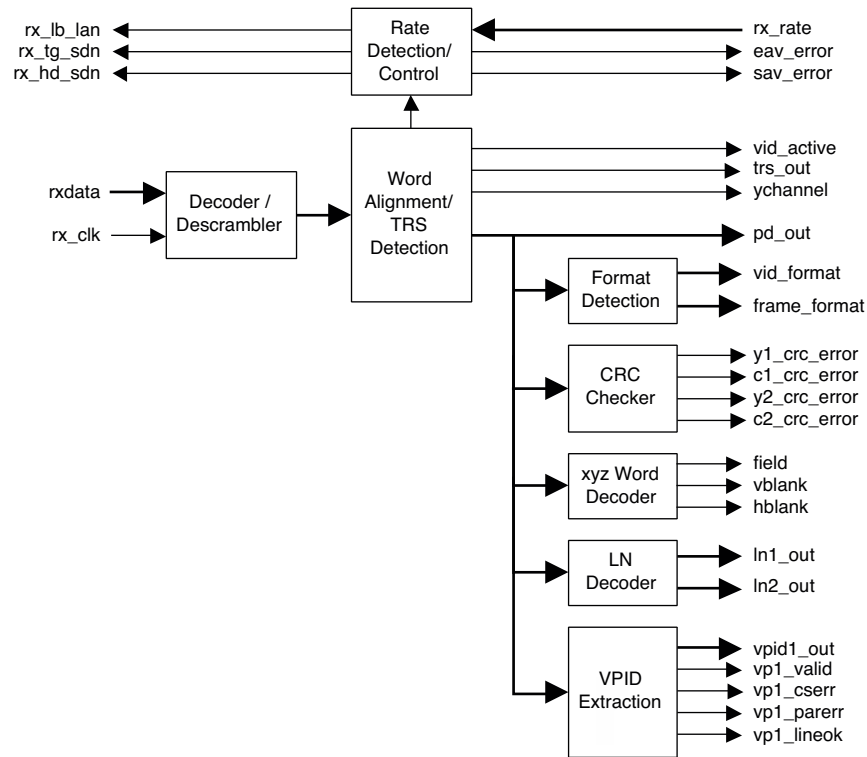 rx_lb_lan
rx_tg_sdn
rx_hd_sdn
Rate
Detection/
Control
rx_rate
eav_error
sav_error
rxdata
rx_clk
Decoder /
Descrambler
Word
Alignment/
TRS
Detection
vid_active
trs_out
ychannel
pd_out
Format
Detection
vid_format
frame_format
CRC
Checker
y1_crc_error
c1_crc_error
y2_crc_error
c2_crc_error
xyz Word
Decoder
field
vblank
hblank
LN
Decoder
ln1_out
ln2_out
VPID
Extraction
vpid1_out
vp1_valid
vp1_cserr
vp1_parerr
vp1_lineok